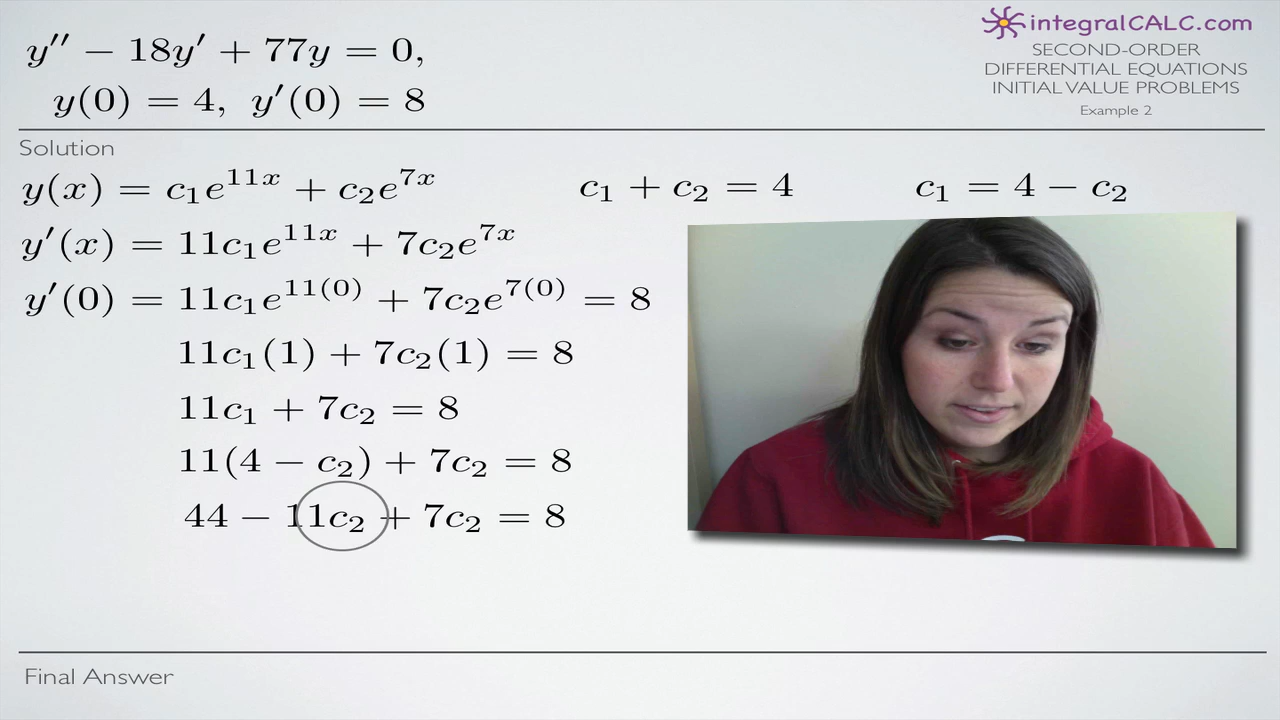 y″ − 18y′ + 77y = 0,
y(0) = 4, y′(0) = 8
integralCALC.com
SECOND-ORDER
DIFFERENTIAL EQUATIONS
INITIAL VALUE PROBLEMS
Example 2
Solution
y(x) = c₁e^{11x} + c₂e^{7x}
c₁ + c₂ = 4
c₁ = 4 − c₂
y′(x) = 11c₁e^{11x} + 7c₂e^{7x}
y′(0) = 11c₁e^{11(0)} + 7c₂e^{7(0)} = 8
11c₁(1) + 7c₂(1) = 8
11c₁ + 7c₂ = 8
11(4 − c₂) + 7c₂ = 8
44 − 11c₂ + 7c₂ = 8
Final Answer